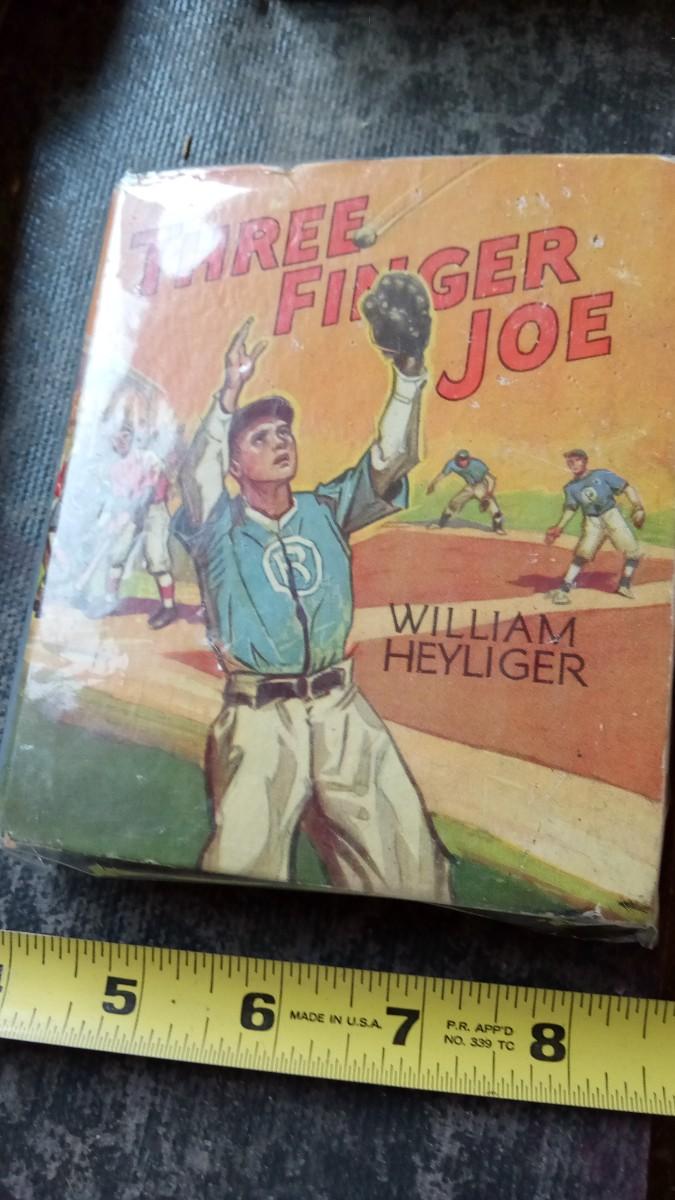 THREE
FINGER
JOE
R
WILLIAM
HEYLIGER
5 6 MADE IN U.S.A. 7 P.R. APP'D 8
NO. 339 TC